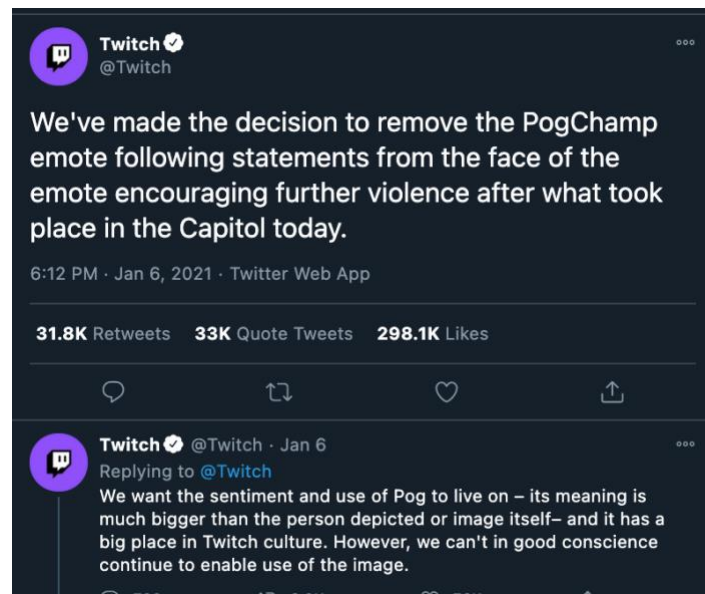 Twitch
@Twitch
We've made the decision to remove the PogChamp
emote following statements from the face of the
emote encouraging further violence after what took
place in the Capitol today.
6:12 PM · Jan 6, 2021 · Twitter Web App
31.8K Retweets 33K Quote Tweets 298.1K Likes
Twitch @Twitch · Jan 6
Replying to @Twitch
We want the sentiment and use of Pog to live on – its meaning is
much bigger than the person depicted or image itself– and it has a
big place in Twitch culture. However, we can't in good conscience
continue to enable use of the image.